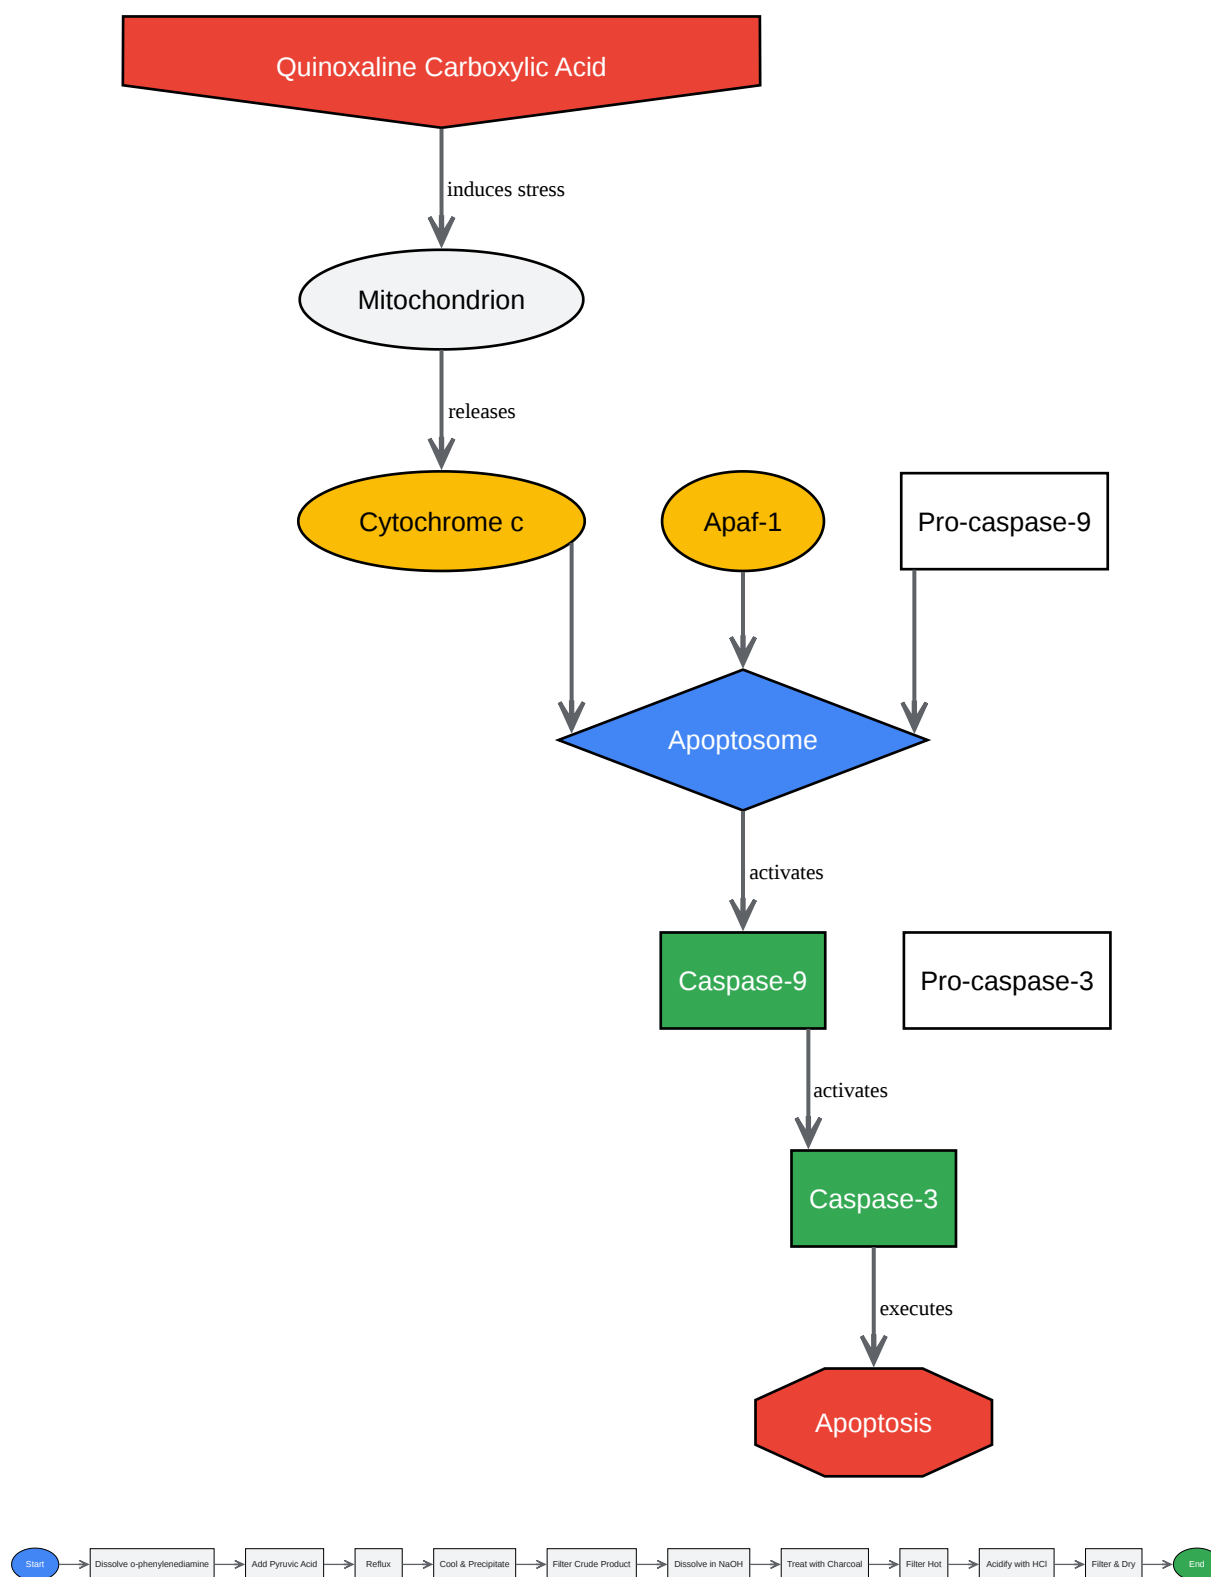 Quinoxaline Carboxylic Acid
induces stress
Mitochondrion
releases
Cytochrome c
Apaf-1
Pro-caspase-9
Apoptosome
activates
Caspase-9
Pro-caspase-3
activates
Caspase-3
executes
Apoptosis
Start
Dissolve o-phenylenediamine
Add Pyruvic Acid
Reflux
Cool & Precipitate
Filter Crude Product
Dissolve in NaOH
Treat with Charcoal
Filter Hot
Acidify with HCl
Filter & Dry
End